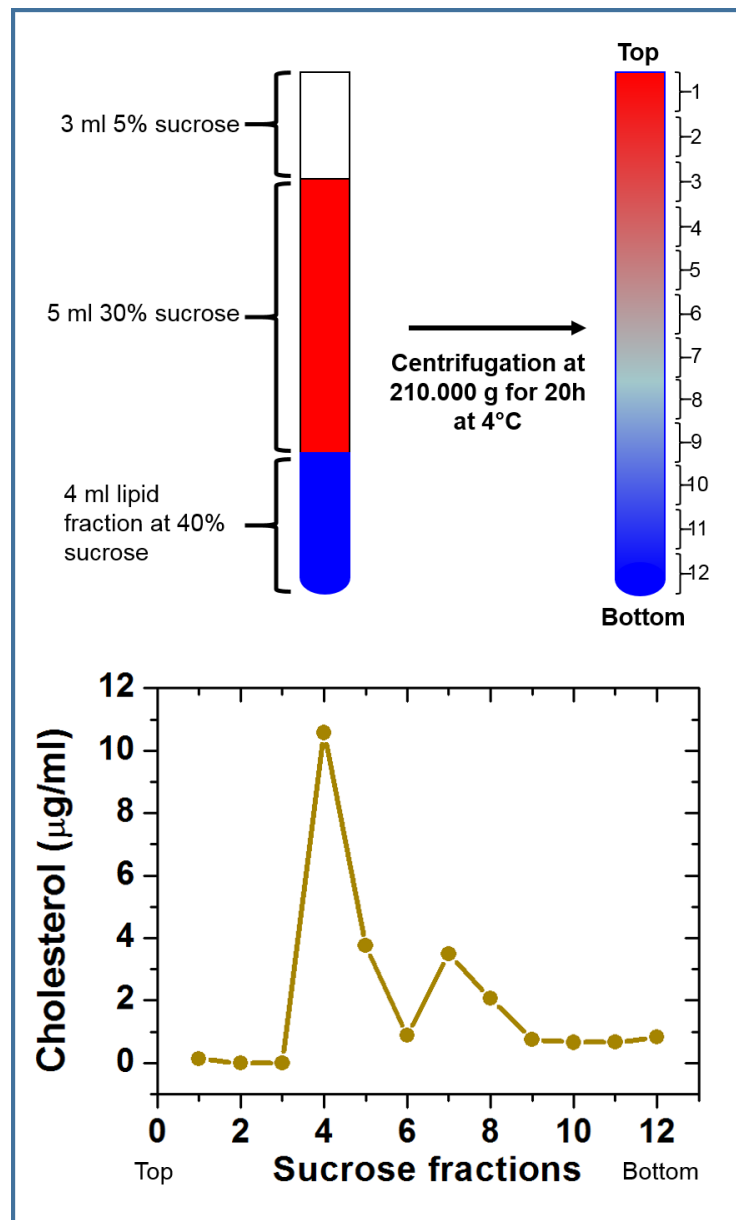 Top
3 ml 5% sucrose
5 ml 30% sucrose
4 ml lipid
fraction at 40%
sucrose
Centrifugation at
210.000 g for 20h
at 4°C
1
2
3
4
5
6
7
8
9
10
11
12
Bottom
Cholesterol (µg/ml)
12
10
8
6
4
2
0
0 2 4 6 8 10 12
Top Sucrose fractions Bottom